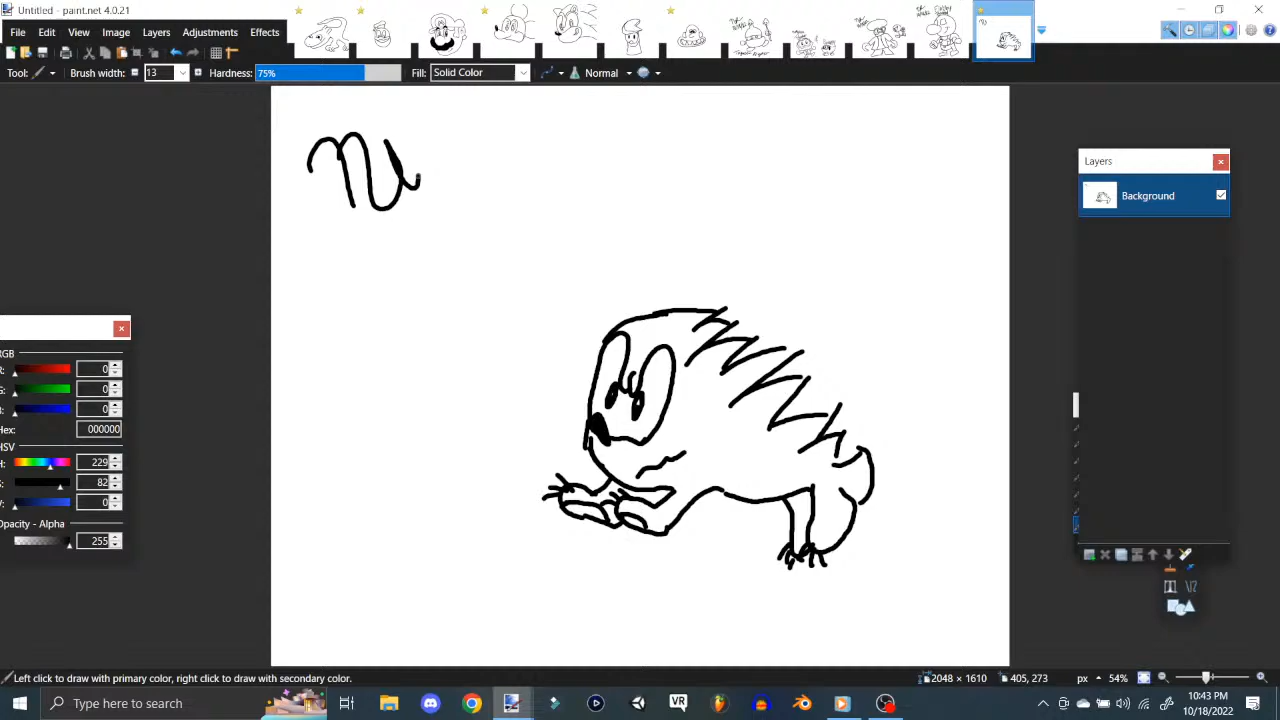 Untitled - paint.net 4.0.21
File Edit View Image Layers Adjustments Effects
Tool: Brush width: 13 Hardness: 75% Fill: Solid Color Normal
Nu
Layers
Background
RGB
R: 0
G: 0
B: 0
Hex: 000000
HSV
H: 229
S: 82
V: 0
Opacity - Alpha
255
Left click to draw with primary color, right click to draw with secondary color.
2048 × 1610 405, 273 px 54%
Type here to search
VR
10:43 PM
10/18/2022